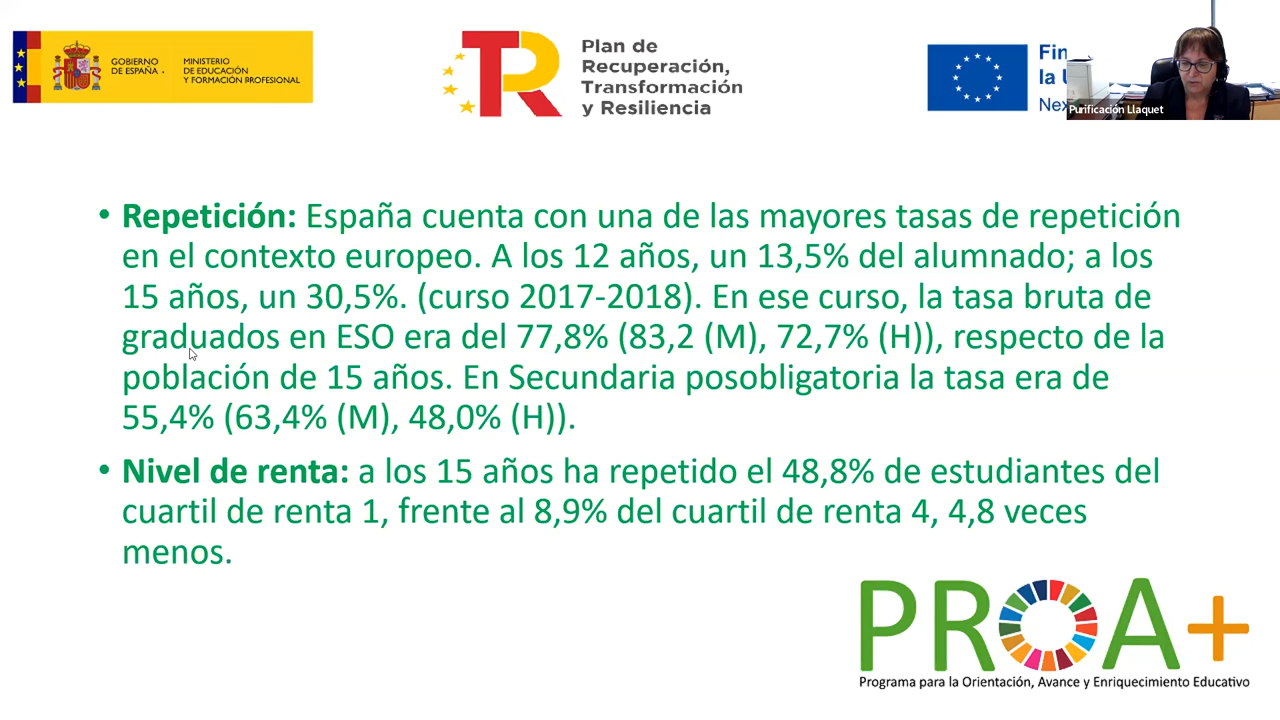 GOBIERNO
DE ESPAÑA
MINISTERIO
DE EDUCACIÓN
Y FORMACIÓN PROFESIONAL
TR
Plan de
Recuperación,
Transformación
y Resiliencia
Purificación Llaquet
• Repetición: España cuenta con una de las mayores tasas de repetición
en el contexto europeo. A los 12 años, un 13,5% del alumnado; a los
15 años, un 30,5%. (curso 2017-2018). En ese curso, la tasa bruta de
graduados en ESO era del 77,8% (83,2 (M), 72,7% (H)), respecto de la
población de 15 años. En Secundaria posobligatoria la tasa era de
55,4% (63,4% (M), 48,0% (H)).
• Nivel de renta: a los 15 años ha repetido el 48,8% de estudiantes del
cuartil de renta 1, frente al 8,9% del cuartil de renta 4, 4,8 veces
menos.
PROA+
Programa para la Orientación, Avance y Enriquecimiento Educativo